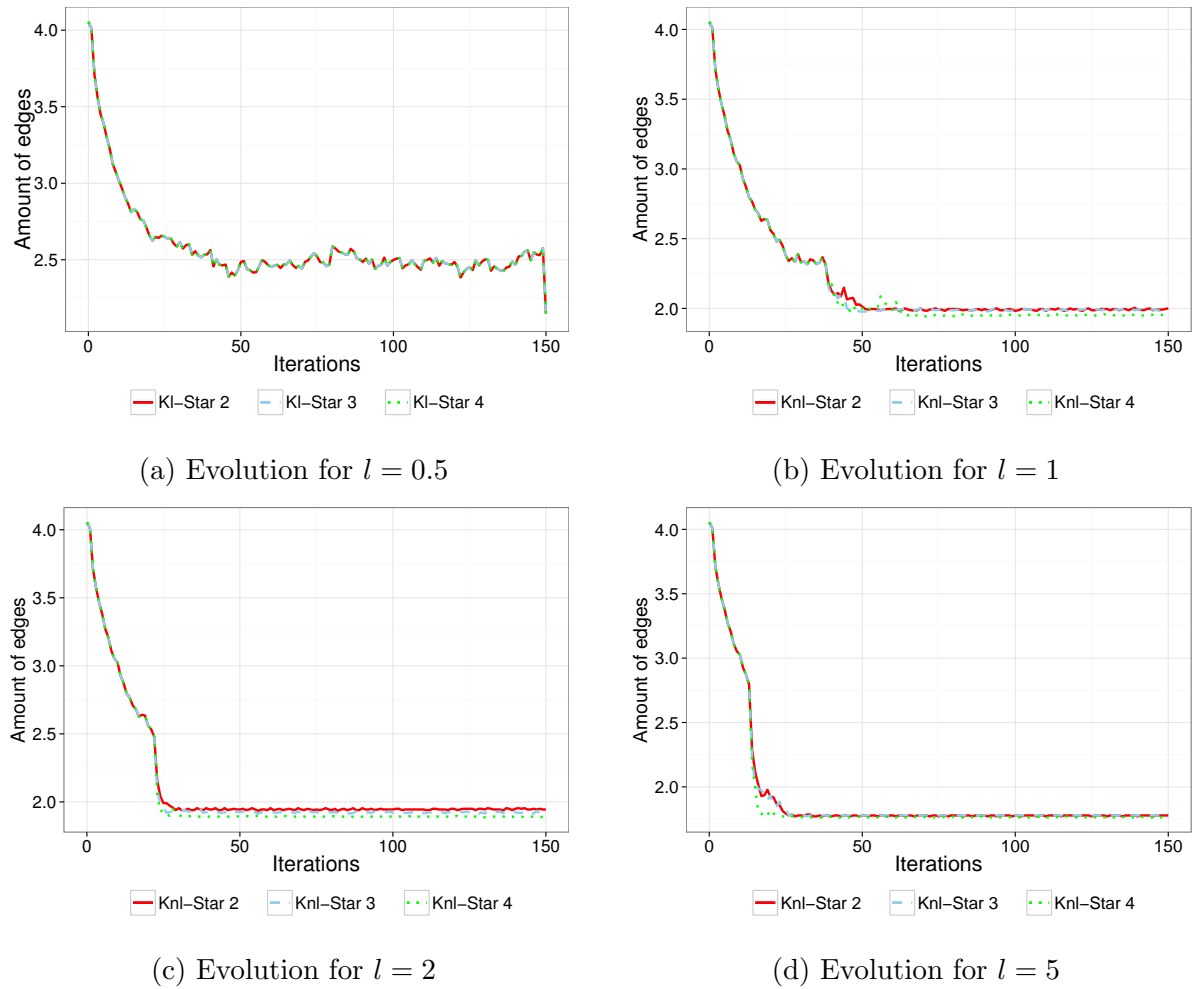 Amount of edges
4.0
3.5
3.0
2.5
0 50 100 150
Iterations
Kl−Star 2 Kl−Star 3 Kl−Star 4
(a) Evolution for l = 0.5
Amount of edges
4.0
3.5
3.0
2.5
2.0
0 50 100 150
Iterations
Knl−Star 2 Knl−Star 3 Knl−Star 4
(b) Evolution for l = 1
Amount of edges
4.0
3.5
3.0
2.5
2.0
0 50 100 150
Iterations
Knl−Star 2 Knl−Star 3 Knl−Star 4
(c) Evolution for l = 2
Amount of edges
4.0
3.5
3.0
2.5
2.0
0 50 100 150
Iterations
Knl−Star 2 Knl−Star 3 Knl−Star 4
(d) Evolution for l = 5